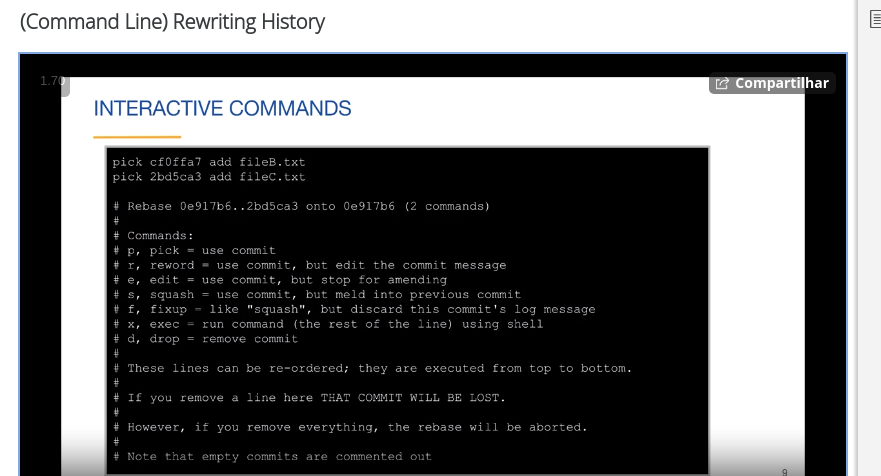 (Command Line) Rewriting History
1.70
Compartilhar
INTERACTIVE COMMANDS
pick cf0ffa7 add fileB.txt
pick 2bd5ca3 add fileC.txt
# Rebase 0e917b6..2bd5ca3 onto 0e917b6 (2 commands)
#
# Commands:
# p, pick = use commit
# r, reword = use commit, but edit the commit message
# e, edit = use commit, but stop for amending
# s, squash = use commit, but meld into previous commit
# f, fixup = like "squash", but discard this commit's log message
# x, exec = run command (the rest of the line) using shell
# d, drop = remove commit
#
# These lines can be re-ordered; they are executed from top to bottom.
#
# If you remove a line here THAT COMMIT WILL BE LOST.
#
# However, if you remove everything, the rebase will be aborted.
#
# Note that empty commits are commented out
9